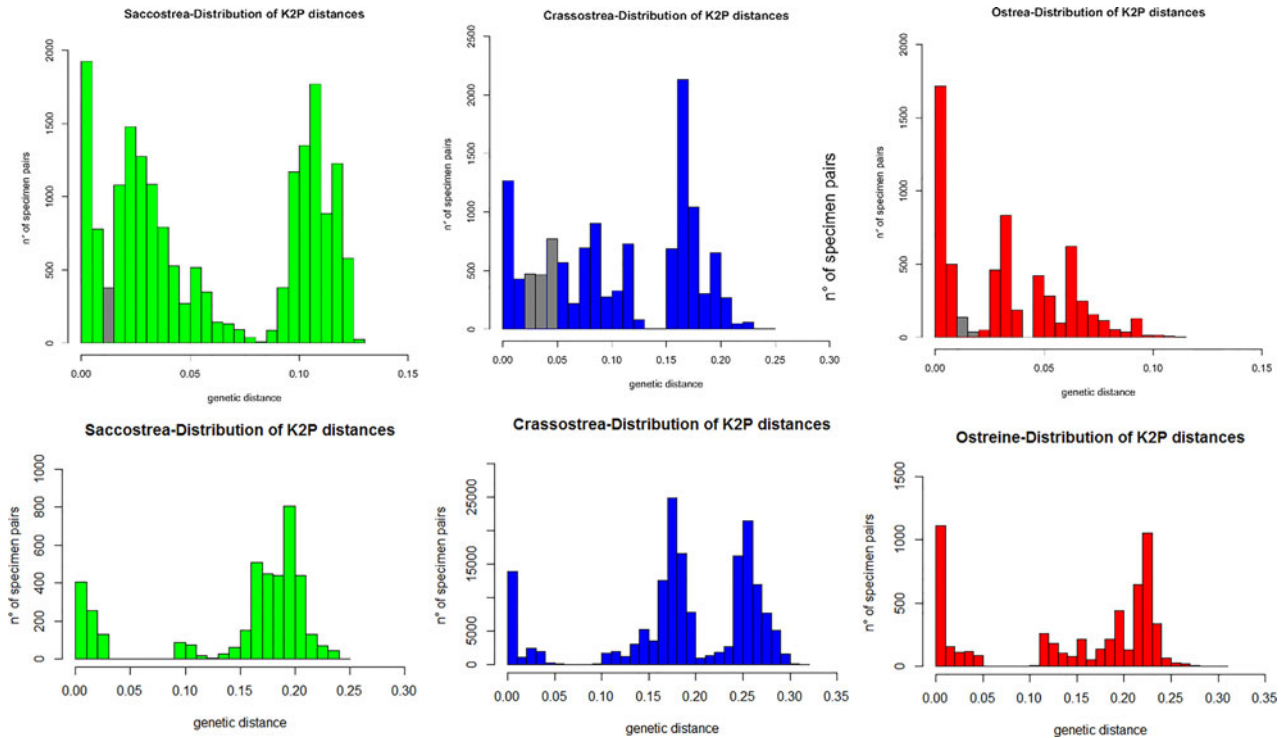 Saccostrea-Distribution of K2P distances
n° of specimen pairs
0 500 1000 1500 2000
0.00 0.05 0.10 0.15
genetic distance
Crassostrea-Distribution of K2P distances
n° of specimen pairs
0 500 1000 1500 2000 2500
0.00 0.05 0.10 0.15 0.20 0.25 0.30
genetic distance
Ostrea-Distribution of K2P distances
n° of specimen pairs
n° of specimen pairs
0 500 1000 1500 2000
0.00 0.05 0.10 0.15
genetic distance
Saccostrea-Distribution of K2P distances
n° of specimen pairs
0 200 400 600 800 1000
0.00 0.05 0.10 0.15 0.20 0.25 0.30
genetic distance
Crassostrea-Distribution of K2P distances
n° of specimen pairs
0 5000 15000 25000
0.00 0.05 0.10 0.15 0.20 0.25 0.30 0.35
genetic distance
Ostreine-Distribution of K2P distances
n° of specimen pairs
0 500 1000 1500
0.00 0.05 0.10 0.15 0.20 0.25 0.30 0.35
genetic distance